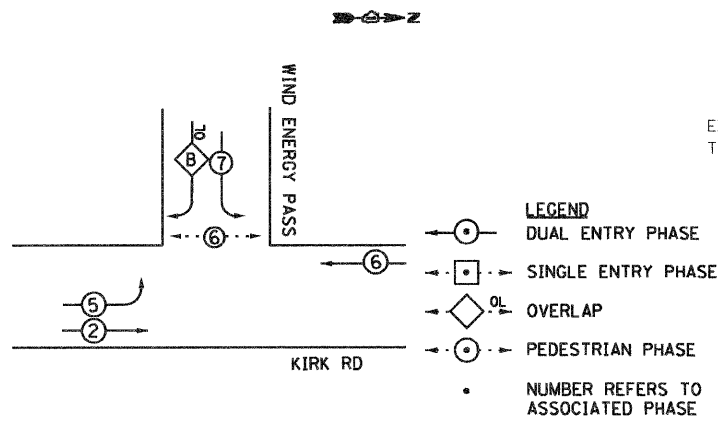 N
WIND ENERGY PASS
OL
B
7
6
6
5
2
KIRK RD
E
T
LEGEND
DUAL ENTRY PHASE
SINGLE ENTRY PHASE
OL
OVERLAP
PEDESTRIAN PHASE
NUMBER REFERS TO
ASSOCIATED PHASE